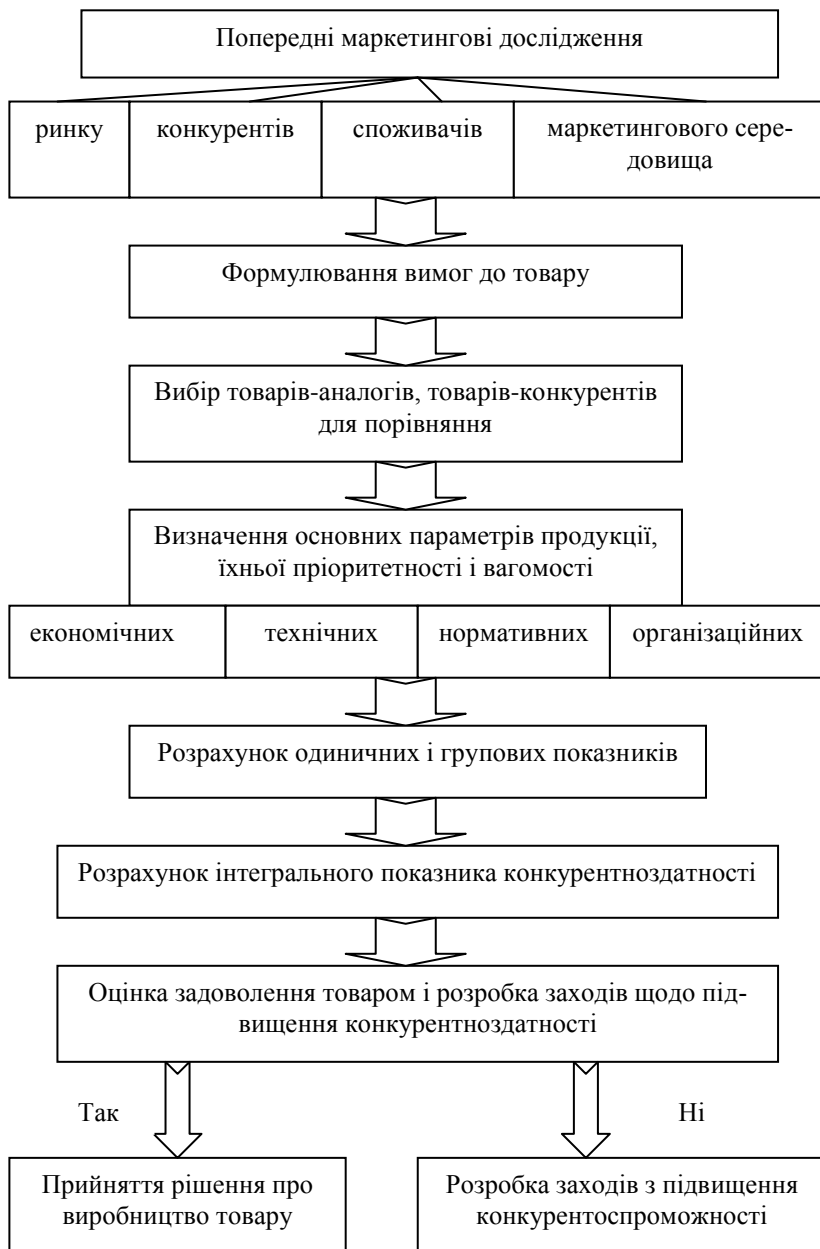 Попередні маркетингові дослідження
ринку
конкурентів
споживачів
маркетингового сере-
довища
Формулювання вимог до товару
Вибір товарів-аналогів, товарів-конкурентів
для порівняння
Визначення основних параметрів продукції,
їхньої пріоритетності і вагомості
економічних
технічних
нормативних
організаційних
Розрахунок одиничних і групових показників
Розрахунок інтегрального показника конкурентноздатності
Оцінка задоволення товаром і розробка заходів щодо під-
вищення конкурентноздатності
Так
Ні
Прийняття рішення про
виробництво товару
Розробка заходів з підвищення
конкурентоспроможності